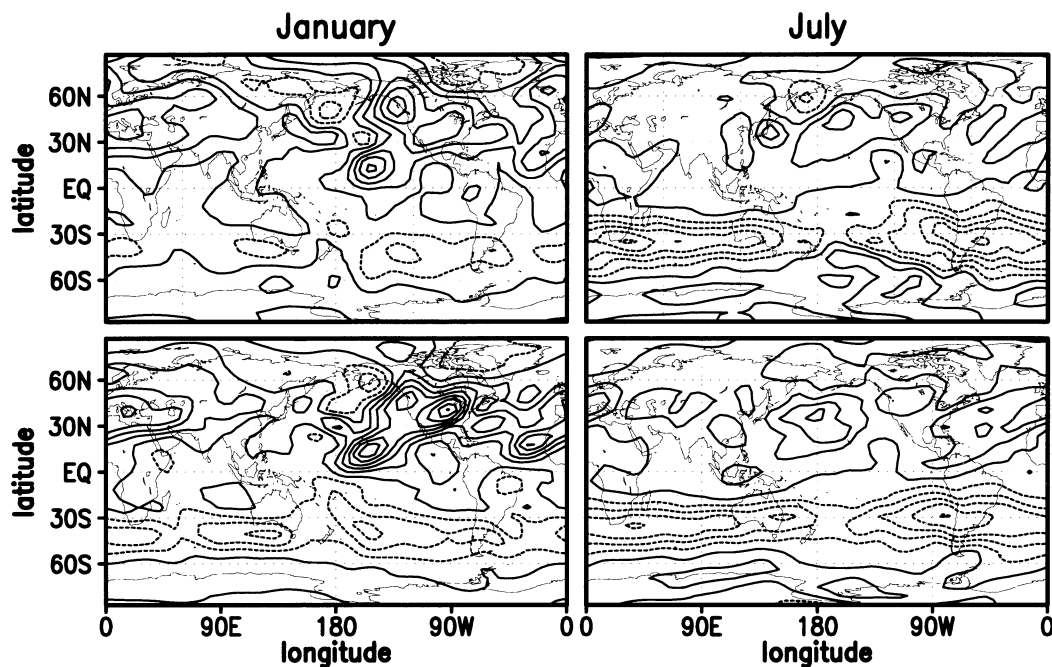 January July
60N
30N
EQ
30S
60S
latitude
60N
30N
EQ
30S
60S
latitude
0 90E 180 90W 0 0 90E 180 90W 0
longitude longitude